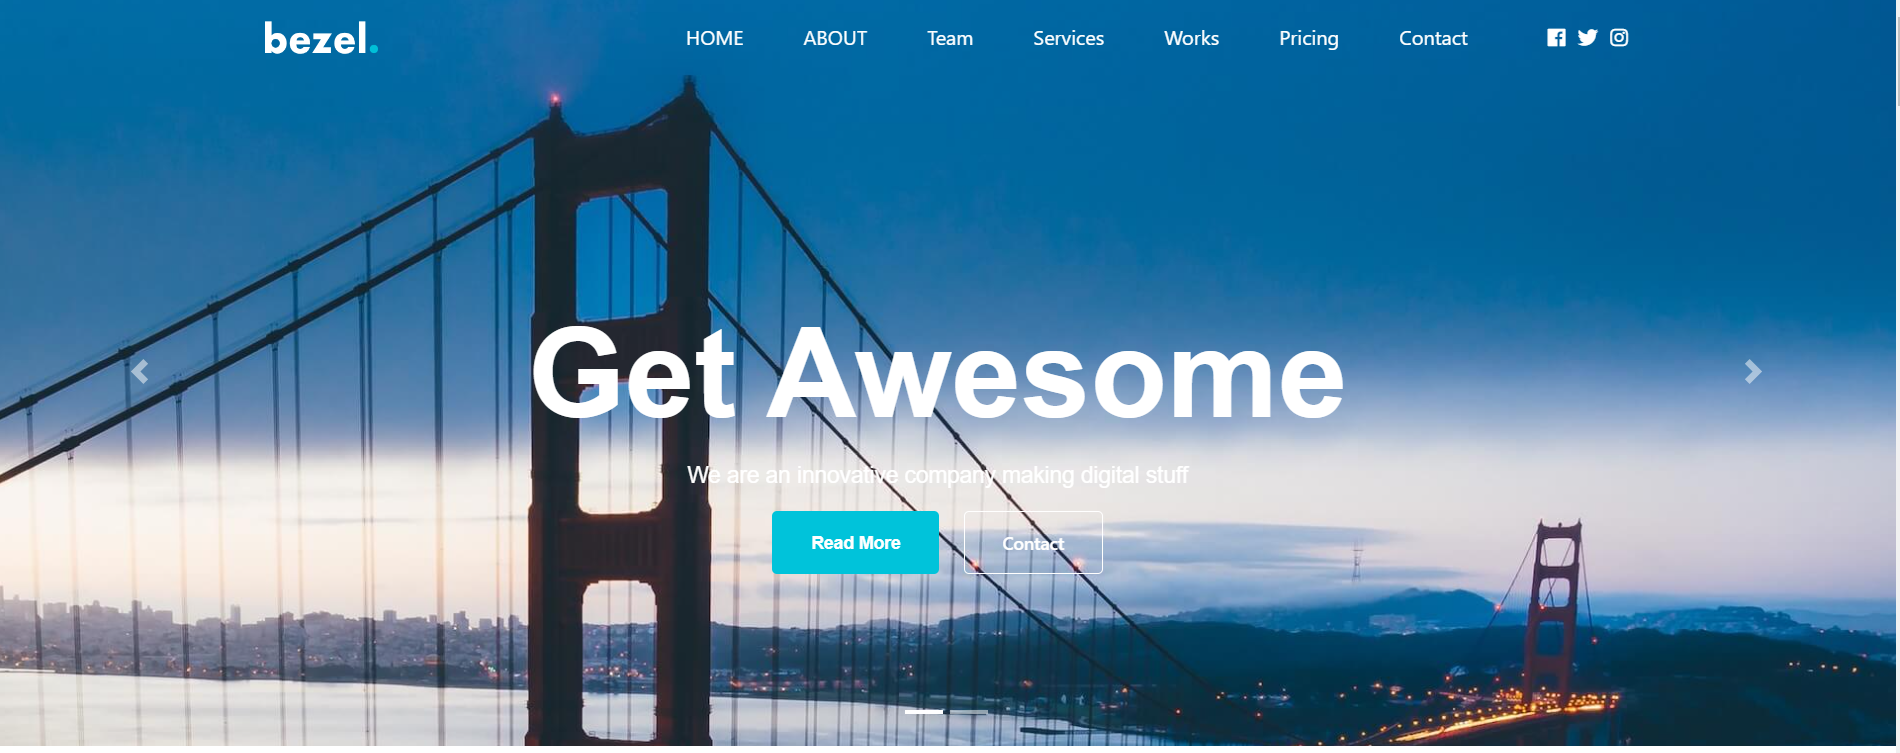 bezel.
HOME ABOUT Team Services Works Pricing Contact
Get Awesome
We are an innovative company making digital stuff
Read More Contact